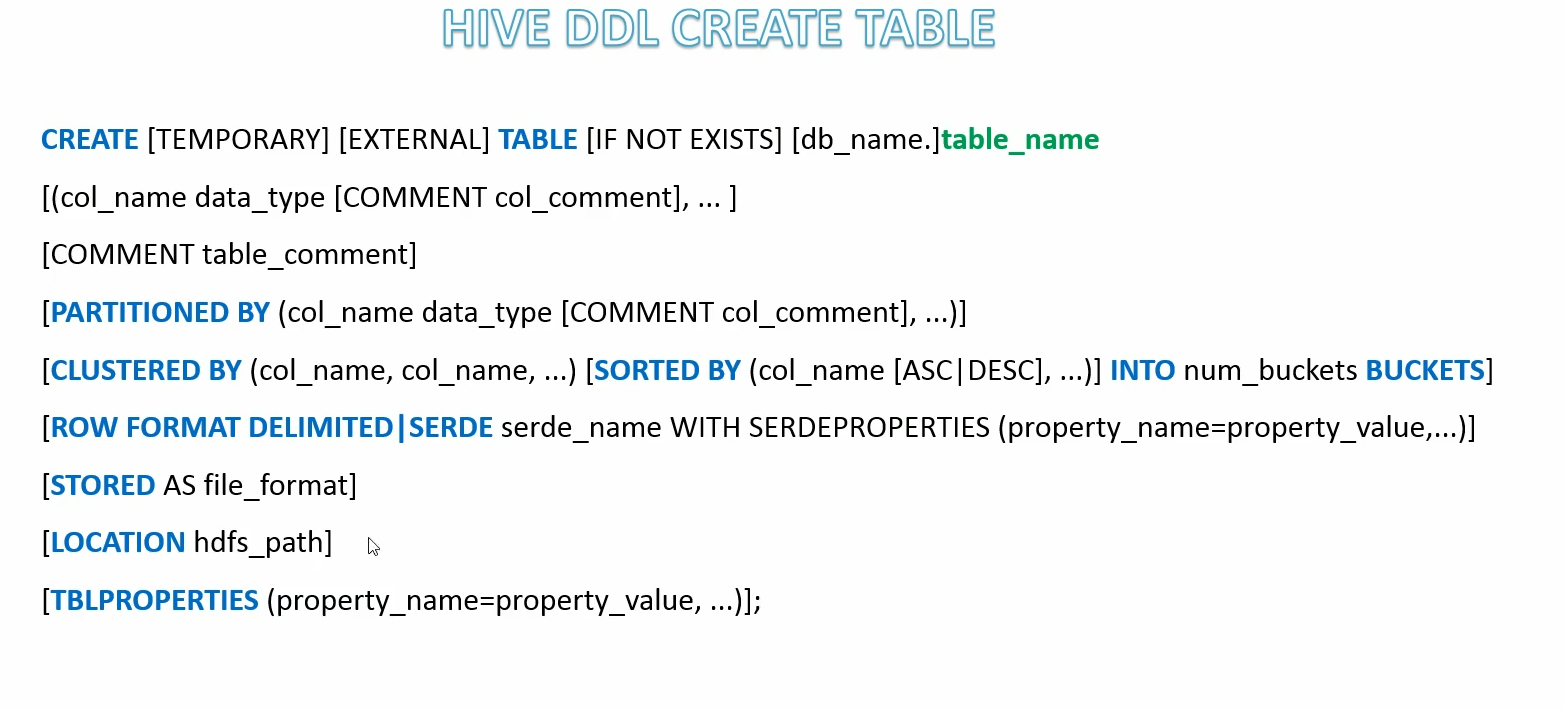 HIVE DDL CREATE TABLE
CREATE [TEMPORARY] [EXTERNAL] TABLE [IF NOT EXISTS] [db_name.]table_name
[(col_name data_type [COMMENT col_comment], ... ]
[COMMENT table_comment]
[PARTITIONED BY (col_name data_type [COMMENT col_comment], ...)]
[CLUSTERED BY (col_name, col_name, ...) [SORTED BY (col_name [ASC|DESC], ...)] INTO num_buckets BUCKETS]
[ROW FORMAT DELIMITED|SERDE serde_name WITH SERDEPROPERTIES (property_name=property_value,...)]
[STORED AS file_format]
[LOCATION hdfs_path]
[TBLPROPERTIES (property_name=property_value, ...)];